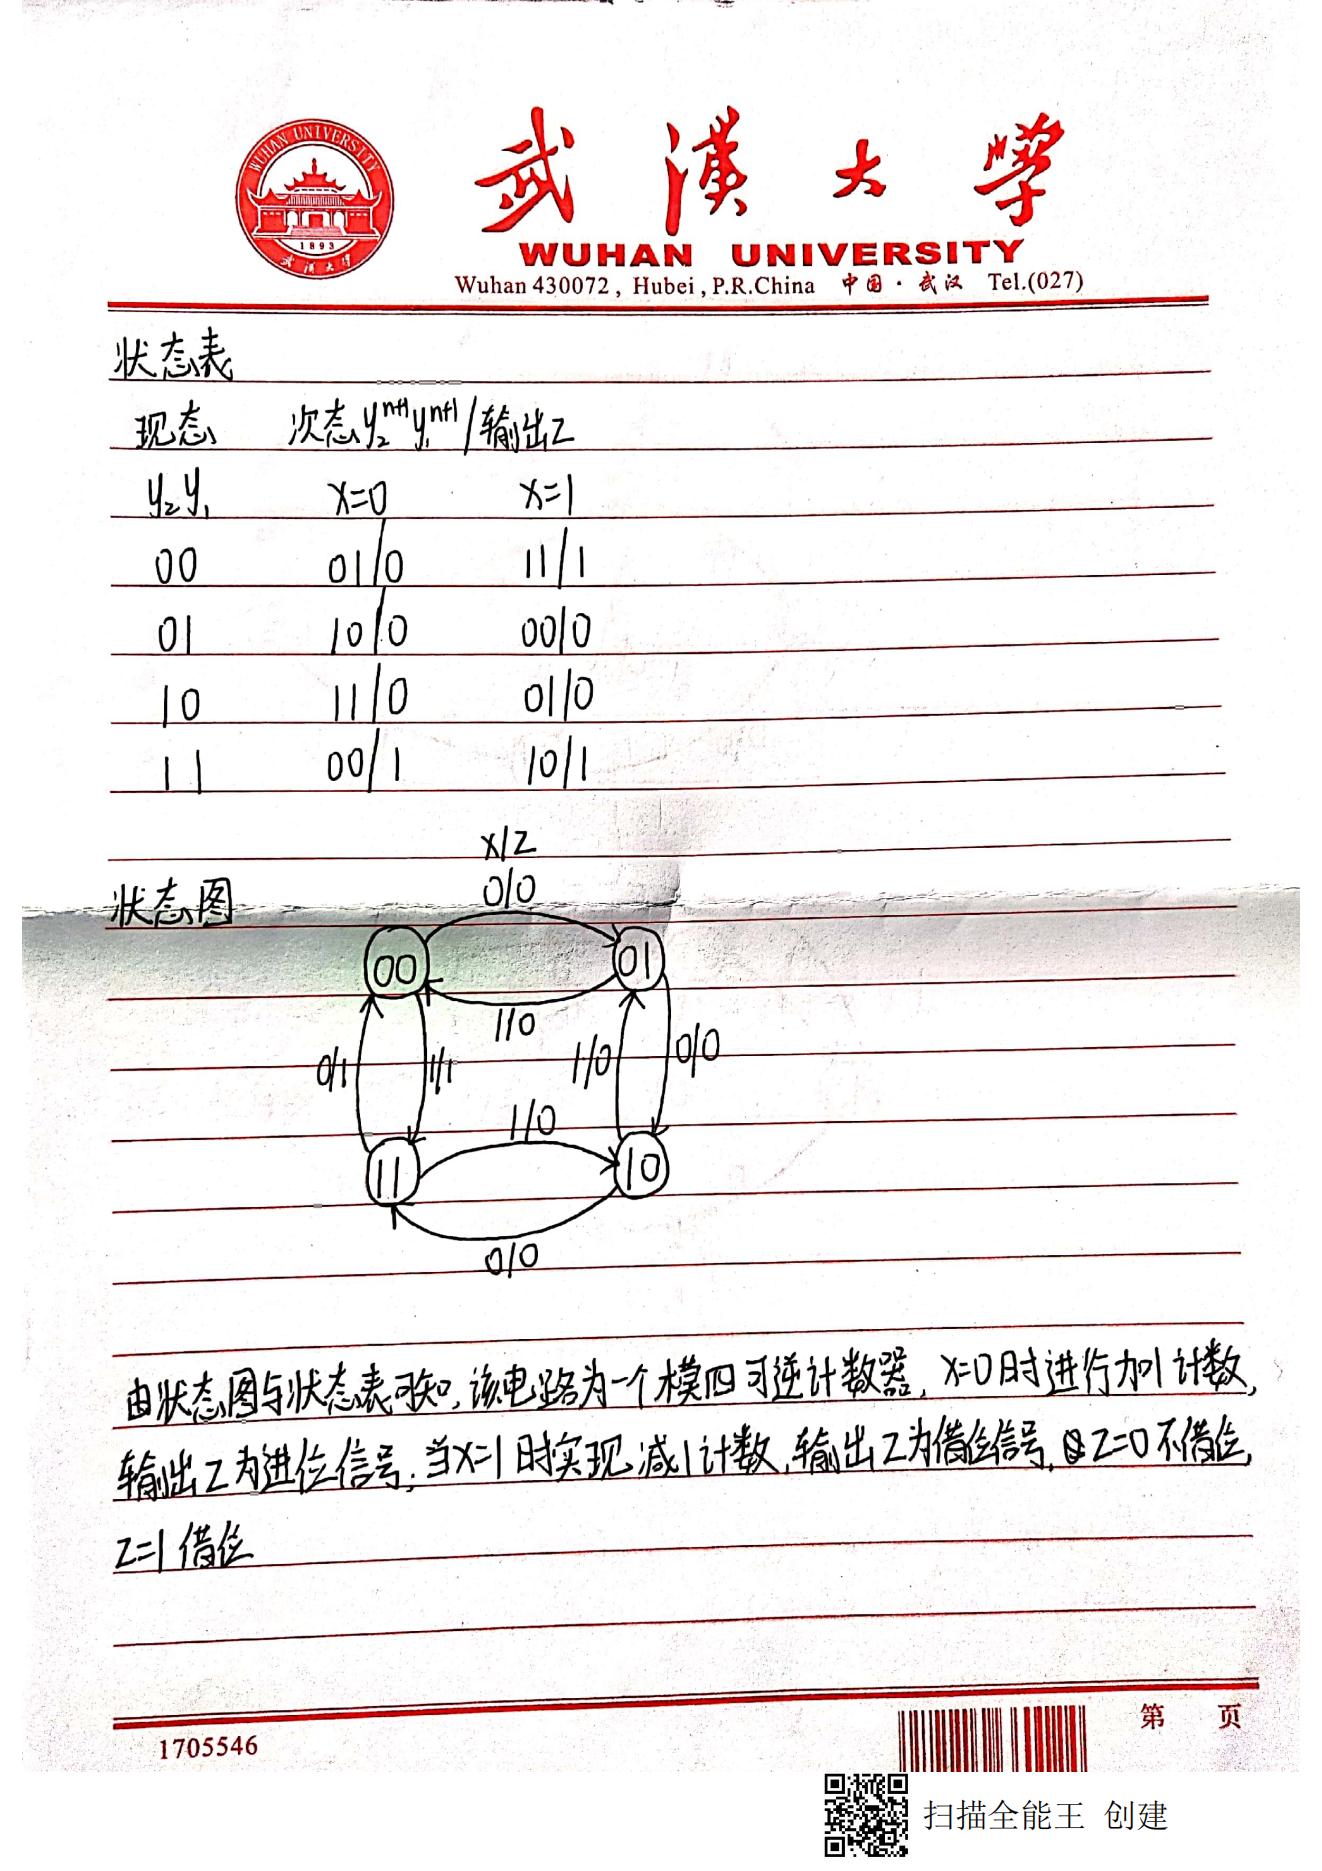 WUHAN UNIVERSITY
1893
武汉大学
武漢大學
WUHAN UNIVERSITY
Wuhan 430072, Hubei, P.R.China 中国·武汉 Tel.(027)
状态表
现态 次态y₂ⁿ⁺¹y₁ⁿ⁺¹/输出Z
y₂y₁ X=0 X=1
00 01/0 11/1
01 10/0 00/0
10 11/0 01/0
11 00/1 10/1
X/Z
状态图 0/0
00 01
1/0
0/1 1/1 1/0 0/0
1/0
11 10
0/0
由状态图与状态表可知,该电路为一个模四可逆计数器,X=0时进行加1计数,
输出Z为进位信号,当X=1时实现减1计数,输出Z为借位信号,Z=0不借位,
Z=1借位
1705546
第 页
扫描全能王 创建